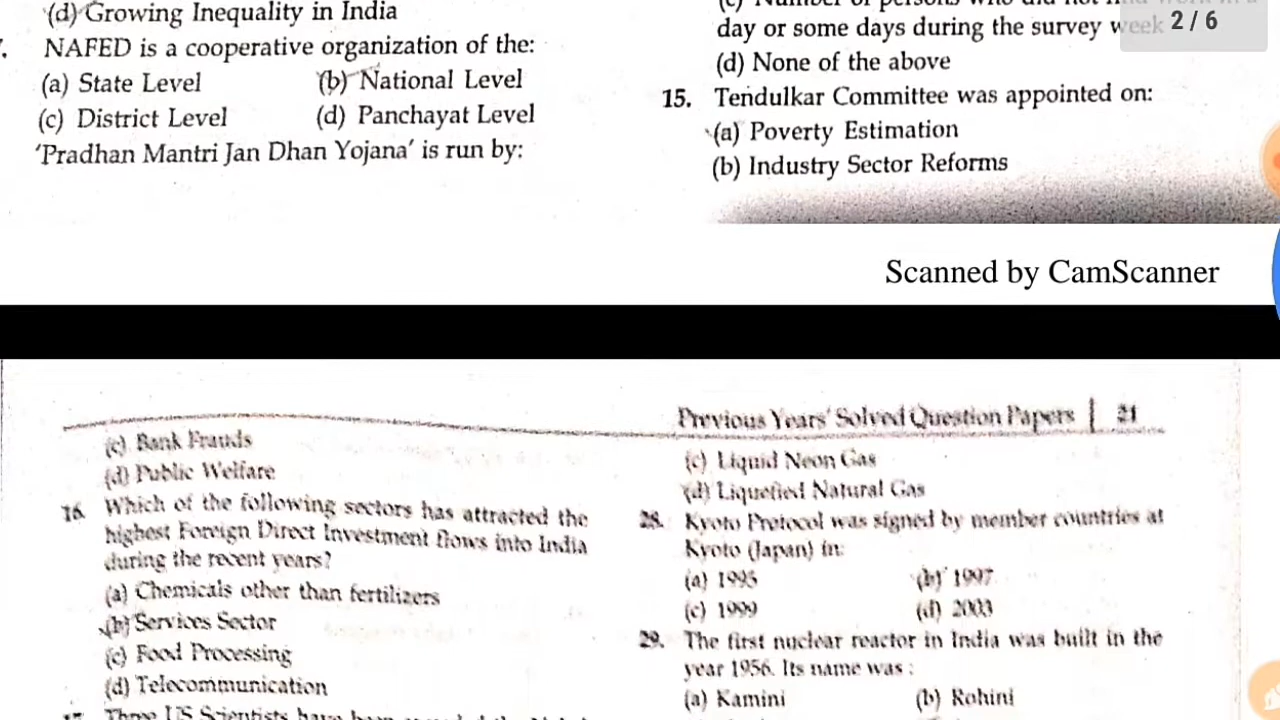 (d) Growing Inequality in India
NAFED is a cooperative organization of the:
(a) State Level (b) National Level
(c) District Level (d) Panchayat Level
'Pradhan Mantri Jan Dhan Yojana' is run by:
day or some days during the survey week
2 / 6
(d) None of the above
15. Tendulkar Committee was appointed on:
(a) Poverty Estimation
(b) Industry Sector Reforms
Scanned by CamScanner
Previous Years' Solved Question Papers | 21
(c) Bank Frauds
(d) Public Welfare
16. Which of the following sectors has attracted the
highest Foreign Direct Investment flows into India
during the recent years?
(a) Chemicals other than fertilizers
(b) Services Sector
(c) Food Processing
(d) Telecommunication
(c) Liquid Neon Gas
(d) Liquefied Natural Gas
28. Kyoto Protocol was signed by member countries at
Kyoto (Japan) in:
(a) 1995 (b) 1997
(c) 1999 (d) 2003
29. The first nuclear reactor in India was built in the
year 1956. Its name was :
(a) Kamini (b) Rohini